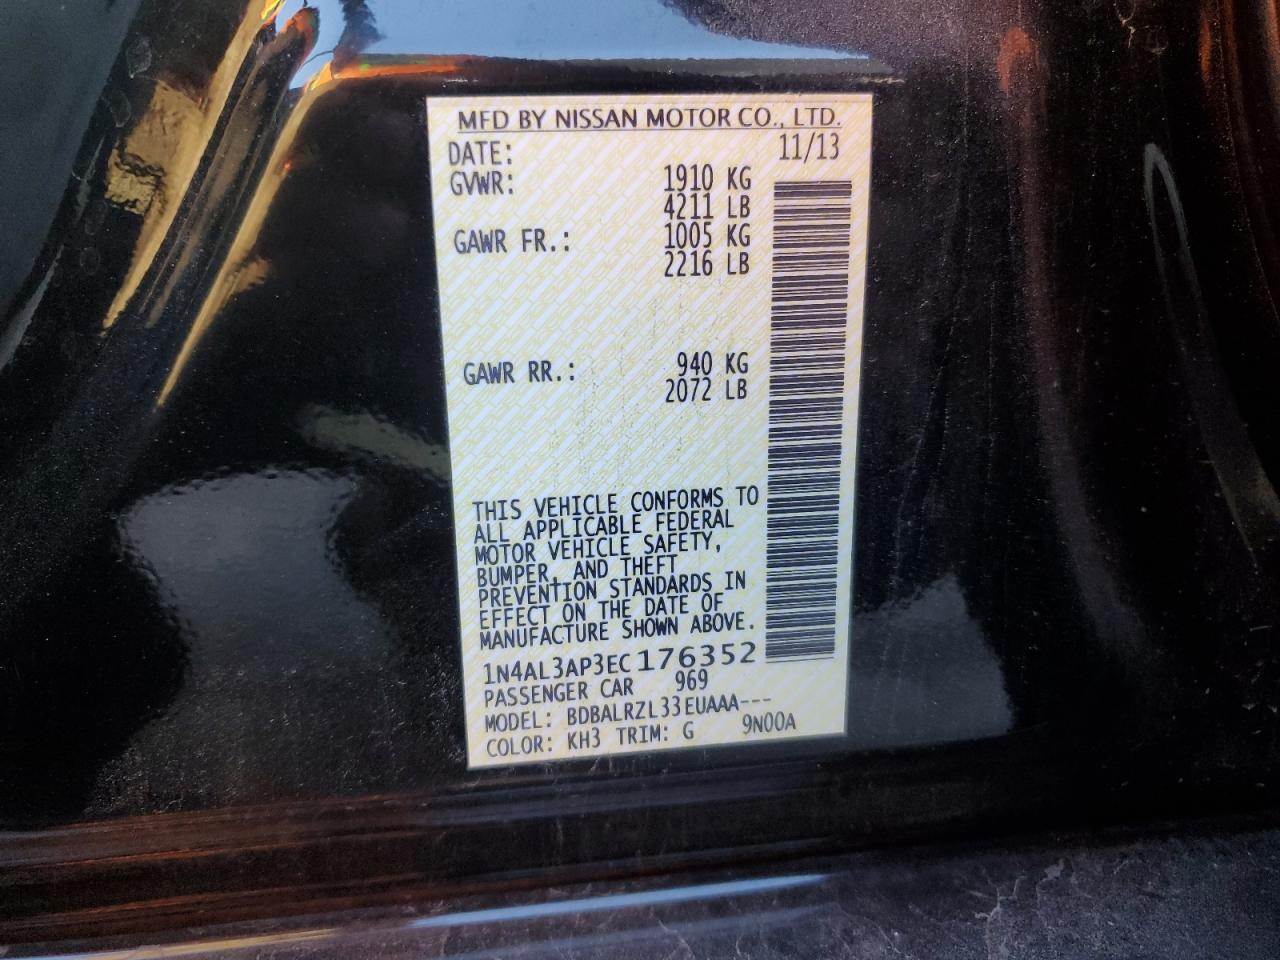 MFD BY NISSAN MOTOR CO., LTD.
DATE: 11/13
GVWR: 1910 KG
4211 LB
GAWR FR.: 1005 KG
2216 LB
GAWR RR.: 940 KG
2072 LB
THIS VEHICLE CONFORMS TO
ALL APPLICABLE FEDERAL
MOTOR VEHICLE SAFETY,
BUMPER, AND THEFT
PREVENTION STANDARDS IN
EFFECT ON THE DATE OF
MANUFACTURE SHOWN ABOVE.
1N4AL3AP3EC176352
PASSENGER CAR 969
MODEL: BDBALRZL33EUAAA---
COLOR: KH3 TRIM: G 9N00A